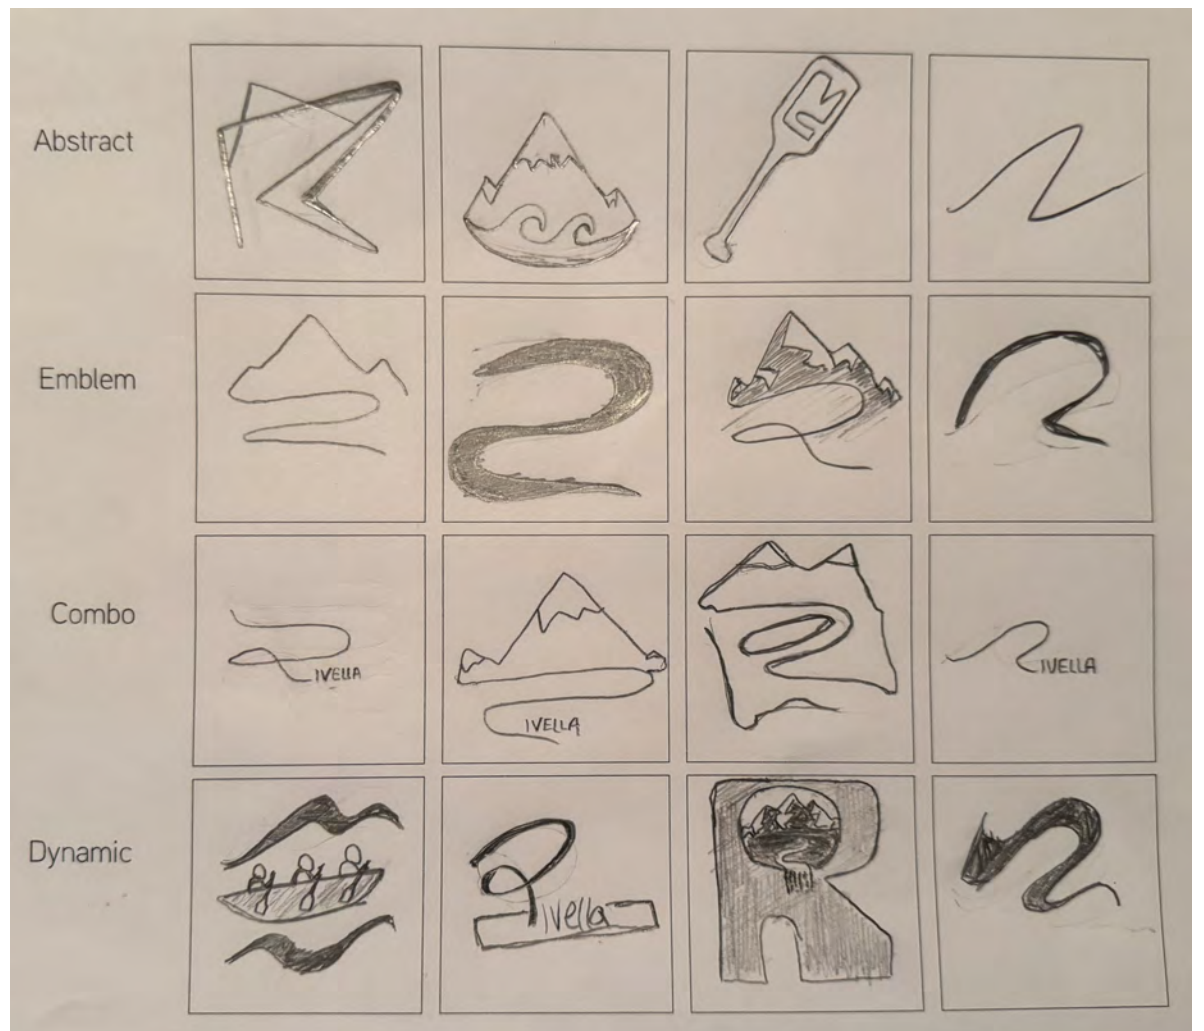 Abstract
Emblem
Combo
IVELLA
IVELLA
IVELLA
Dynamic
Ivella
R